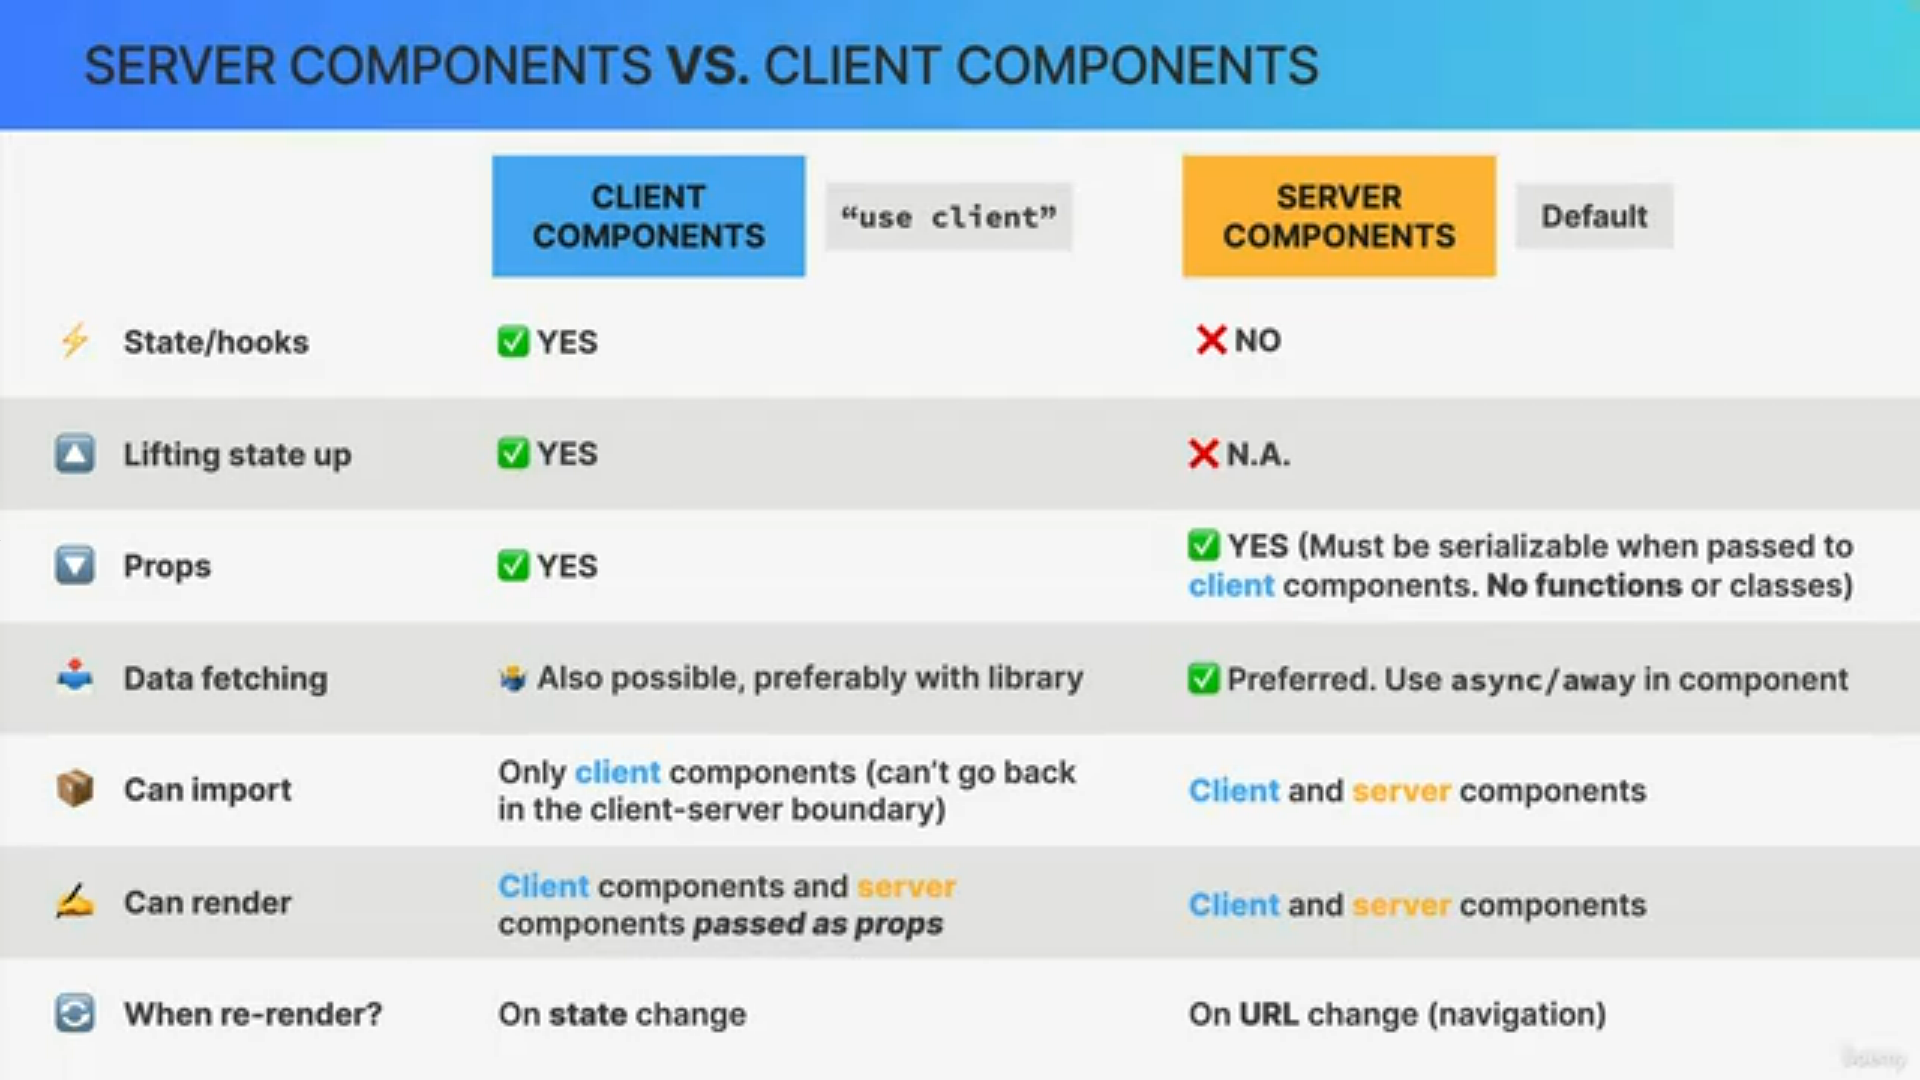 SERVER COMPONENTS VS. CLIENT COMPONENTS
CLIENT
COMPONENTS
“use client”
SERVER
COMPONENTS
Default
State/hooks
YES
NO
Lifting state up
YES
N.A.
Props
YES
YES (Must be serializable when passed to
client components. No functions or classes)
Data fetching
Also possible, preferably with library
Preferred. Use async/away in component
Can import
Only client components (can’t go back
in the client-server boundary)
Client and server components
Can render
Client components and server
components passed as props
Client and server components
When re-render?
On state change
On URL change (navigation)